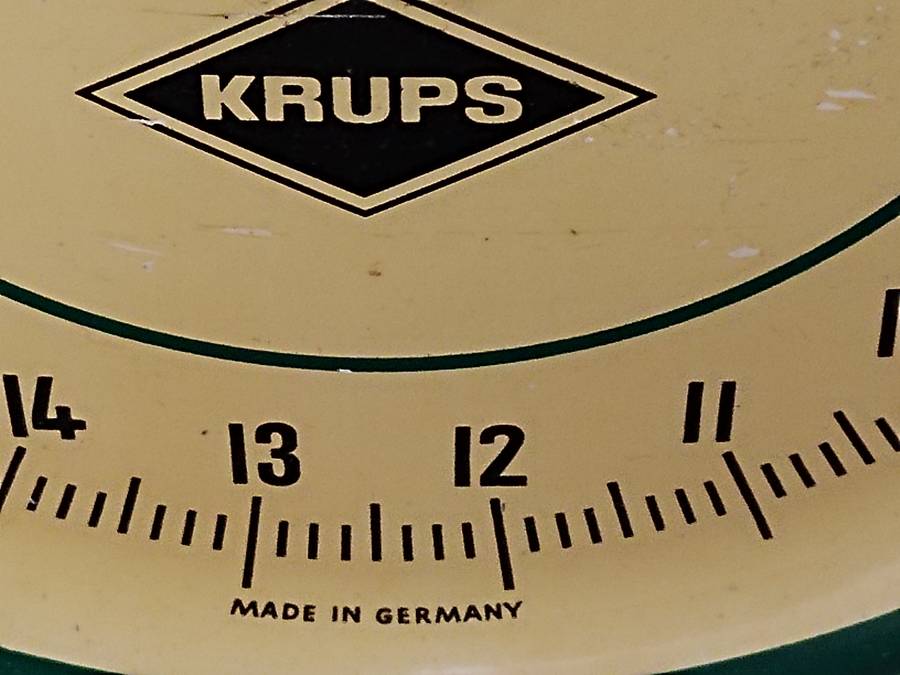 KRUPS
14 13 12 11
MADE IN GERMANY